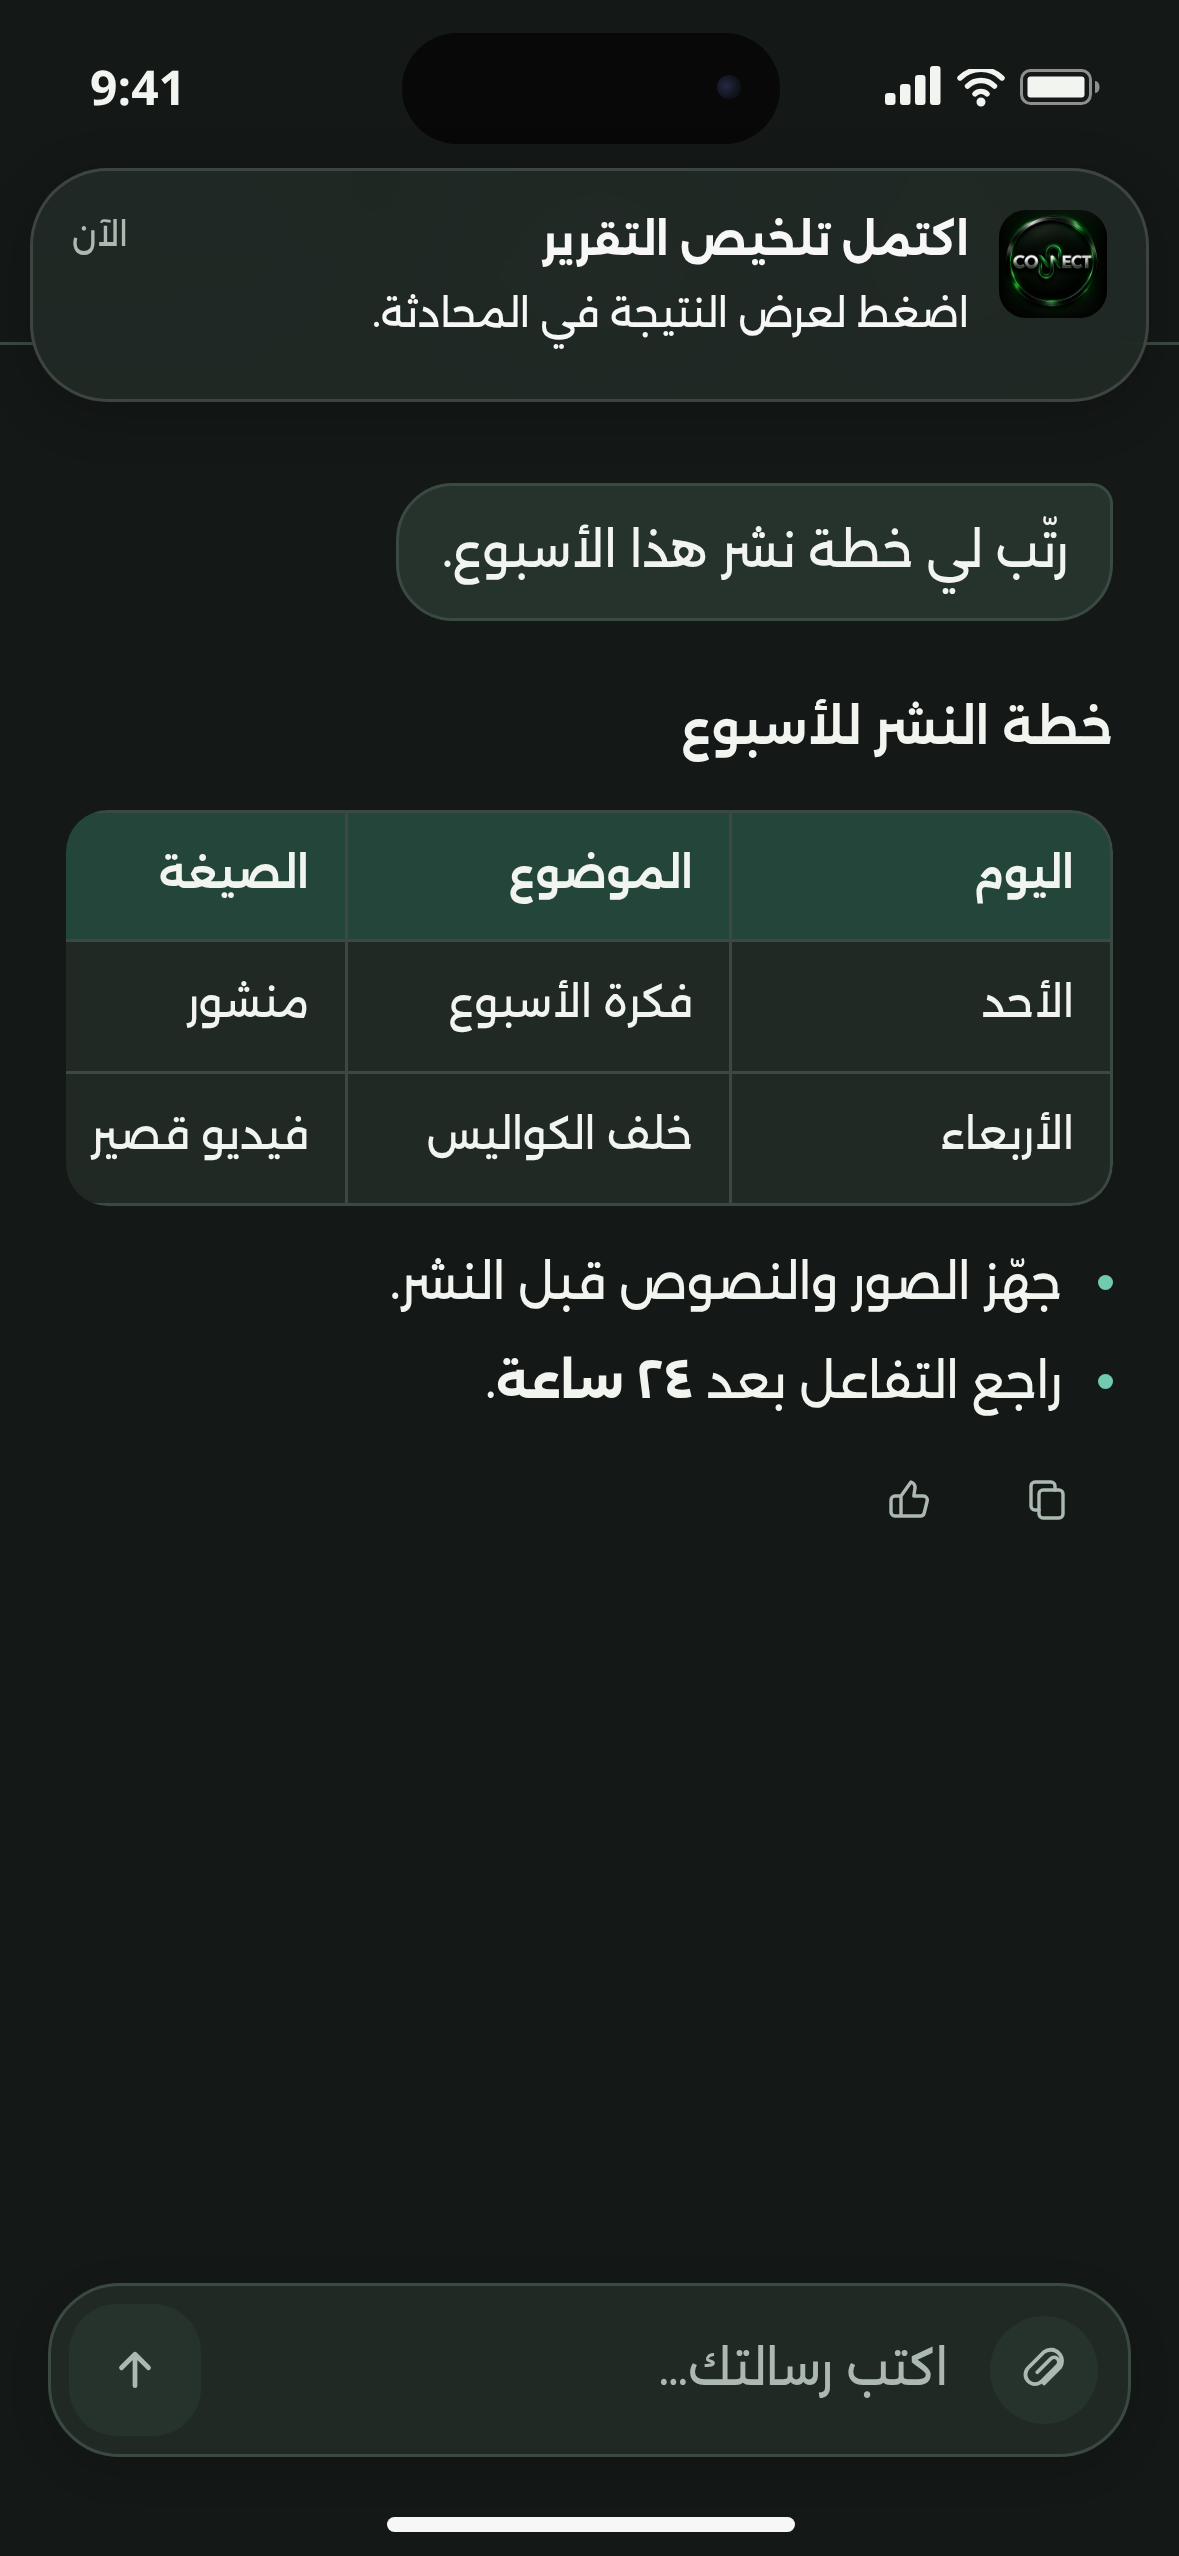 9:41
اكتمل تلخيص التقرير
الآن
CONNECT
اضغط لعرض النتيجة في المحادثة.
رتّب لي خطة نشر هذا الأسبوع.
خطة النشر للأسبوع
اليوم الموضوع الصيغة
الأحد فكرة الأسبوع منشور
الأربعاء خلف الكواليس فيديو قصير
جهّز الصور والنصوص قبل النشر.
راجع التفاعل بعد ٢٤ ساعة.
اكتب رسالتك...